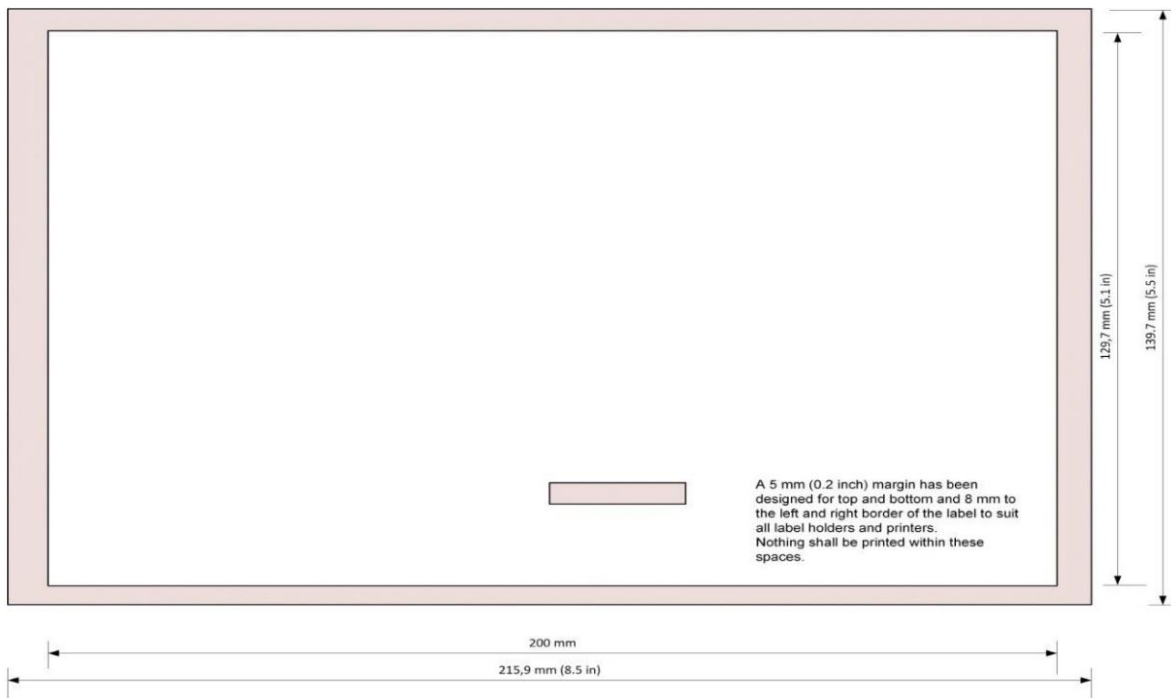 A 5 mm (0.2 inch) margin has been
designed for top and bottom and 8 mm to
the left and right border of the label to suit
all label holders and printers.
Nothing shall be printed within these
spaces.
129,7 mm (5.1 in)
139.7 mm (5.5 in)
200 mm
215,9 mm (8.5 in)